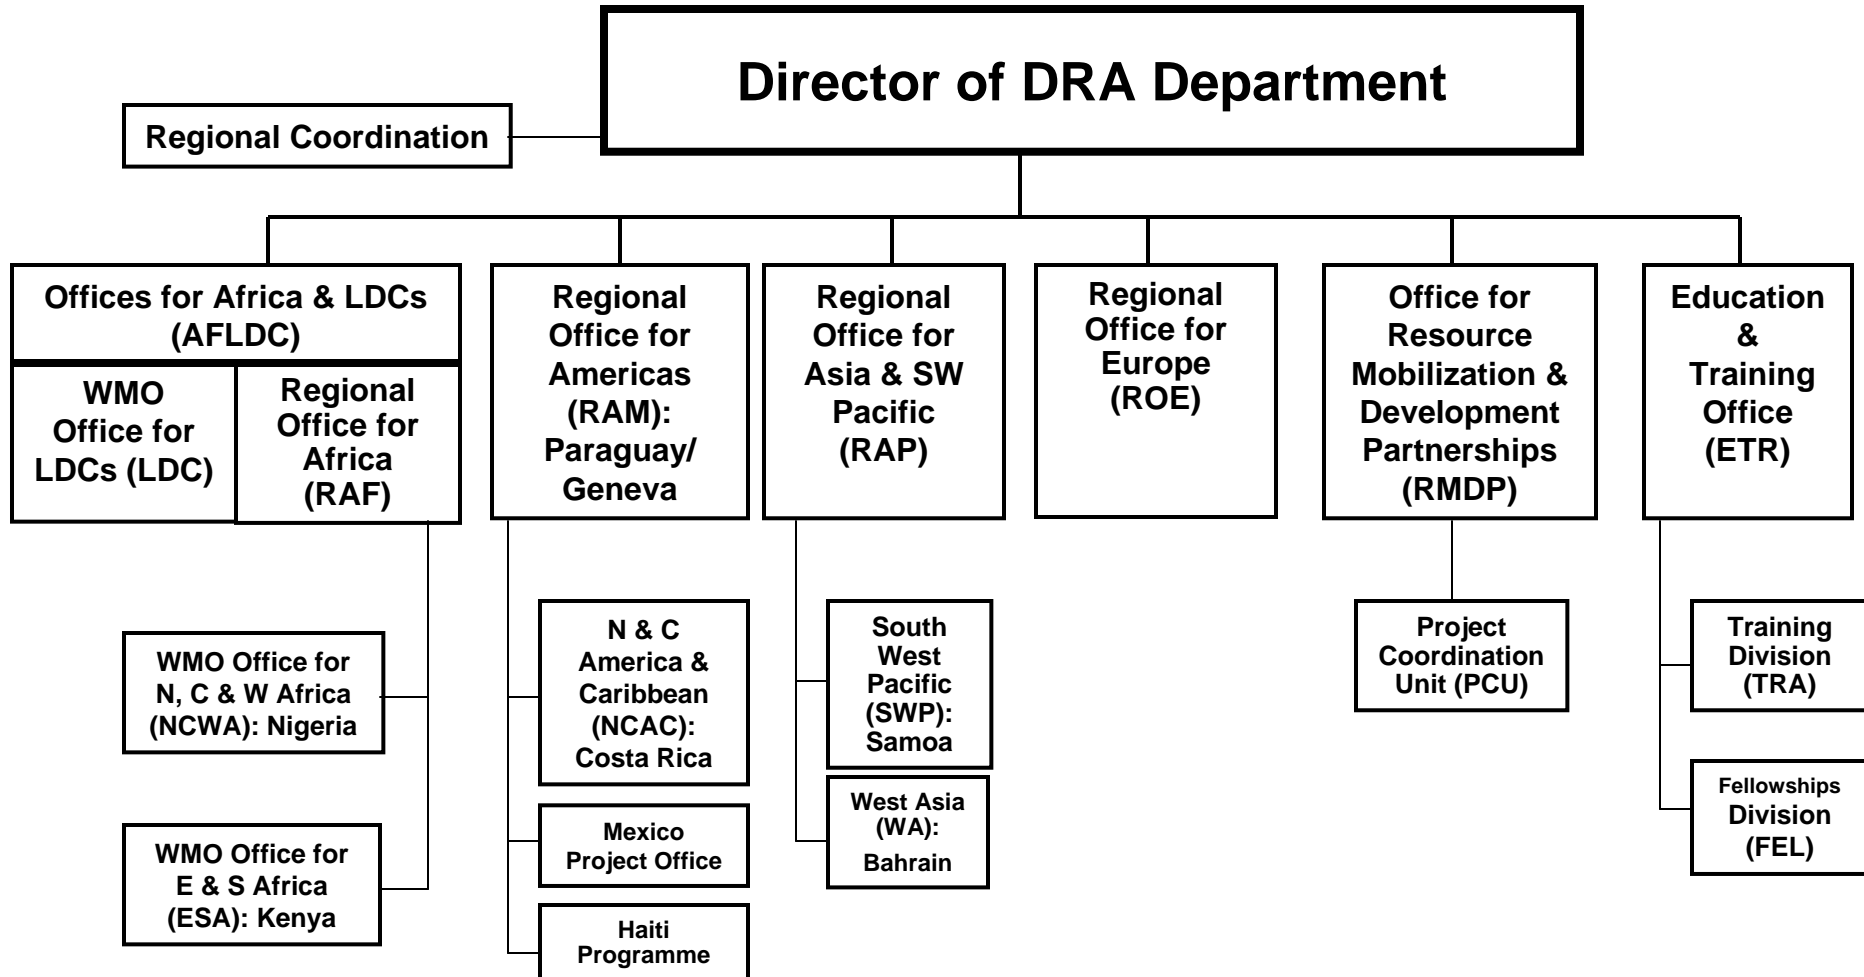 Director of DRA Department
Regional Coordination
Offices for Africa & LDCs
(AFLDC)
WMO
Office for
LDCs (LDC)
Regional
Office for
Africa
(RAF)
Regional
Office for
Americas
(RAM):
Paraguay/
Geneva
Regional
Office for
Asia & SW
Pacific
(RAP)
Regional
Office for
Europe
(ROE)
Office for
Resource
Mobilization &
Development
Partnerships
(RMDP)
Education
&
Training
Office
(ETR)
WMO Office for
N, C & W Africa
(NCWA): Nigeria
WMO Office for
E & S Africa
(ESA): Kenya
N & C
America &
Caribbean
(NCAC):
Costa Rica
Mexico
Project Office
Haiti
Programme
South
West
Pacific
(SWP):
Samoa
West Asia
(WA):
Bahrain
Project
Coordination
Unit (PCU)
Training
Division
(TRA)
Fellowships
Division
(FEL)